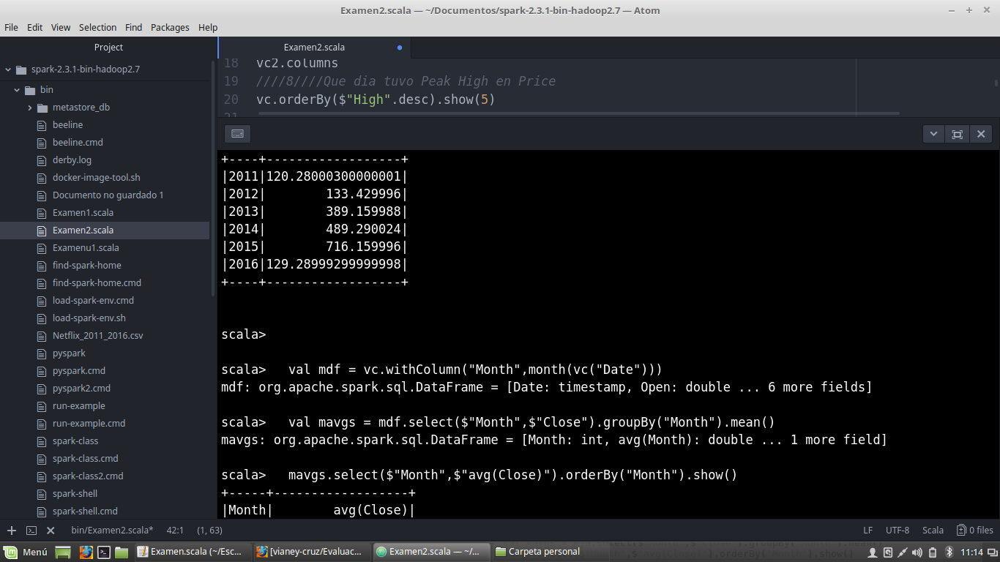 Examen2.scala — ~/Documentos/spark-2.3.1-bin-hadoop2.7 — Atom
File Edit View Selection Find Packages Help
Project
spark-2.3.1-bin-hadoop2.7
bin
metastore_db
beeline
beeline.cmd
derby.log
docker-image-tool.sh
Documento no guardado 1
Examen1.scala
Examen2.scala
Examenu1.scala
find-spark-home
find-spark-home.cmd
load-spark-env.cmd
load-spark-env.sh
Netflix_2011_2016.csv
pyspark
pyspark.cmd
pyspark2.cmd
run-example
run-example.cmd
spark-class
spark-class.cmd
spark-class2.cmd
spark-shell
spark-shell.cmd
Examen2.scala
18 vc2.columns
19 ////8////Que dia tuvo Peak High en Price
20 vc.orderBy($"High".desc).show(5)
21
+----+------------------+
|2011|120.28000300000001|
|2012|        133.429996|
|2013|        389.159988|
|2014|        489.290024|
|2015|        716.159996|
|2016|129.28999299999998|
+----+------------------+
scala>
scala>   val mdf = vc.withColumn("Month",month(vc("Date")))
mdf: org.apache.spark.sql.DataFrame = [Date: timestamp, Open: double ... 6 more fields]
scala>   val mavgs = mdf.select($"Month",$"Close").groupBy("Month").mean()
mavgs: org.apache.spark.sql.DataFrame = [Month: int, avg(Month): double ... 1 more field]
scala>   mavgs.select($"Month",$"avg(Close)").orderBy("Month").show()
+-----+------------------+
|Month|        avg(Close)|
bin/Examen2.scala* 42:1 (1, 63) LF UTF-8 Scala 0 files
Menú Examen.scala (~/Esc... [vianey-cruz/Evaluac... Examen2.scala — ~/... Carpeta personal 11:14